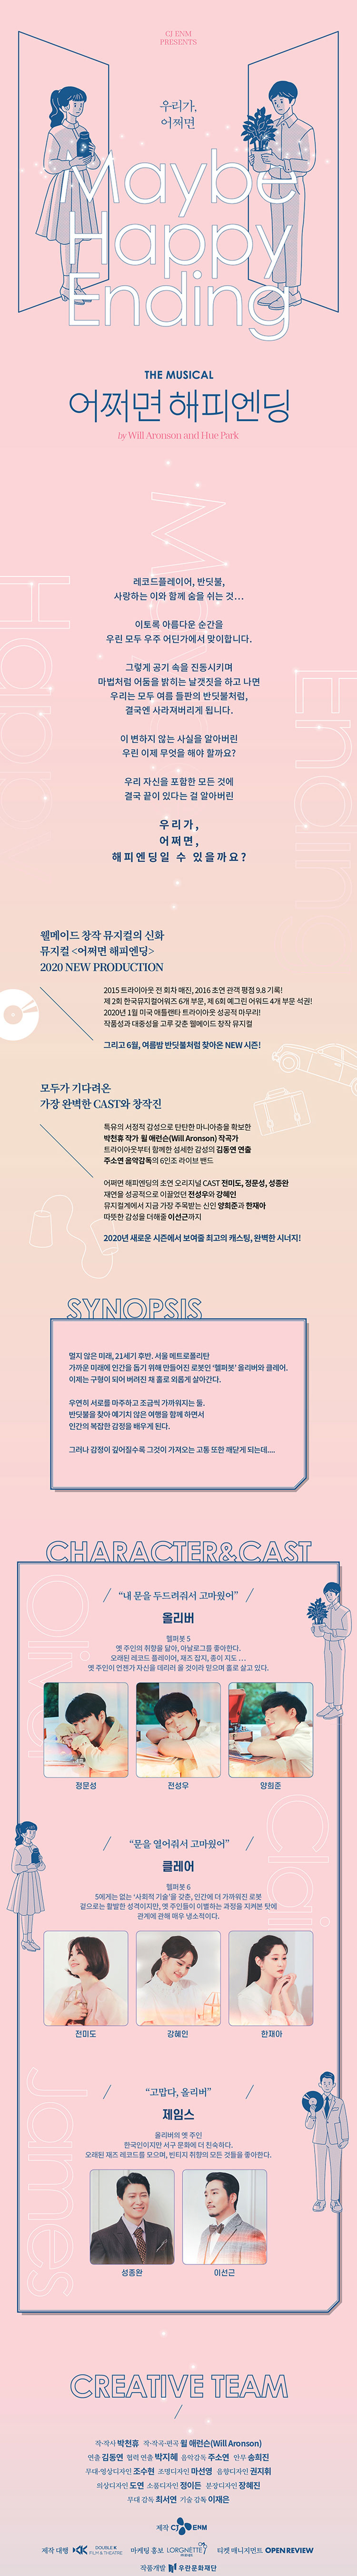 CJ ENM
PRESENTS
우리가,
어쩌면
Maybe
Happy
Ending
THE MUSICAL
어쩌면 해피엔딩
by Will Aronson and Hue Park
May
Happ
Endin
레코드플레이어, 반딧불,
사랑하는 이와 함께 숨을 쉬는 것…
이토록 아름다운 순간을
우린 모두 우주 어딘가에서 맞이합니다.
그렇게 공기 속을 진동시키며
마법처럼 어둠을 밝히는 날갯짓을 하고 나면
우리는 모두 여름 들판의 반딧불처럼,
결국엔 사라져버리게 됩니다.
이 변하지 않는 사실을 알아버린
우린 이제 무엇을 해야 할까요?
우리 자신을 포함한 모든 것에
결국 끝이 있다는 걸 알아버린
우리가,
어쩌면,
해피엔딩일 수 있을까요?
웰메이드 창작 뮤지컬의 신화
뮤지컬 <어쩌면 해피엔딩>
2020 NEW PRODUCTION
2015 트라이아웃 전 회차 매진, 2016 초연 관객 평점 9.8 기록!
제 2회 한국뮤지컬어워즈 6개 부문, 제 6회 예그린 어워드 4개 부문 석권!
2020년 1월 미국 애틀랜타 트라이아웃 성공적 마무리!
작품성과 대중성을 고루 갖춘 웰메이드 창작 뮤지컬
그리고 6월, 여름밤 반딧불처럼 찾아온 NEW 시즌!
모두가 기다려온
가장 완벽한 CAST와 창작진
특유의 서정적 감성으로 탄탄한 마니아층을 확보한
박천휴 작가 윌 애런슨(Will Aronson) 작곡가
트라이아웃부터 함께한 섬세한 감성의 김동연 연출
주소연 음악감독의 6인조 라이브 밴드
어쩌면 해피엔딩의 초연 오리지널 CAST 전미도, 정문성, 성종완
재연을 성공적으로 이끌었던 전성우와 강혜인
뮤지컬계에서 지금 가장 주목받는 신인 양희준과 한재아
따뜻한 감성을 더해줄 이선근까지
2020년 새로운 시즌에서 보여줄 최고의 캐스팅, 완벽한 시너지!
SYNOPSIS
멀지 않은 미래, 21세기 후반. 서울 메트로폴리탄
가까운 미래에 인간을 돕기 위해 만들어진 로봇인 '헬퍼봇' 올리버와 클레어.
이제는 구형이 되어 버려진 채 홀로 외롭게 살아간다.
우연히 서로를 마주하고 조금씩 가까워지는 둘.
반딧불을 찾아 예기치 않은 여행을 함께 하면서
인간의 복잡한 감정을 배우게 된다.
그러나 감정이 깊어질수록 그것이 가져오는 고통 또한 깨닫게 되는데....
CHARACTER&CAST
“내 문을 두드려줘서 고마웠어”
올리버
헬퍼봇 5
옛 주인의 취향을 닮아, 아날로그를 좋아한다.
오래된 레코드 플레이어, 재즈 잡지, 종이 지도 …
옛 주인이 언젠가 자신을 데리러 올 것이라 믿으며 홀로 살고 있다.
정문성
전성우
양희준
“문을 열어줘서 고마웠어”
클레어
헬퍼봇 6
5에게는 없는 ‘사회적 기술’을 갖춘, 인간에 더 가까워진 로봇
겉으로는 활발한 성격이지만, 옛 주인들이 이별하는 과정을 지켜본 탓에
관계에 관해 매우 냉소적이다.
전미도
강혜인
한재아
“고맙다, 올리버”
제임스
올리버의 옛 주인
한국인이지만 서구 문화에 더 친숙하다.
오래된 재즈 레코드를 모으며, 빈티지 취향의 모든 것들을 좋아한다.
James
성종완
이선근
CREATIVE TEAM
작·작사 박천휴 작·작곡·편곡 윌 애런슨(Will Aronson)
연출 김동연 협력 연출 박지혜 음악감독 주소연 안무 송희진
무대·영상디자인 조수현 조명디자인 마선영 음향디자인 권지휘
의상디자인 도연 소품디자인 정이든 분장디자인 장혜진
무대 감독 최서연 기술 감독 이재은
제작 CJ ENM
제작 대행 DOUBLE K FILM & THEATRE 마케팅 홍보 LORGNETTE 티켓 매니지먼트 OPEN REVIEW
작품개발 우란문화재단